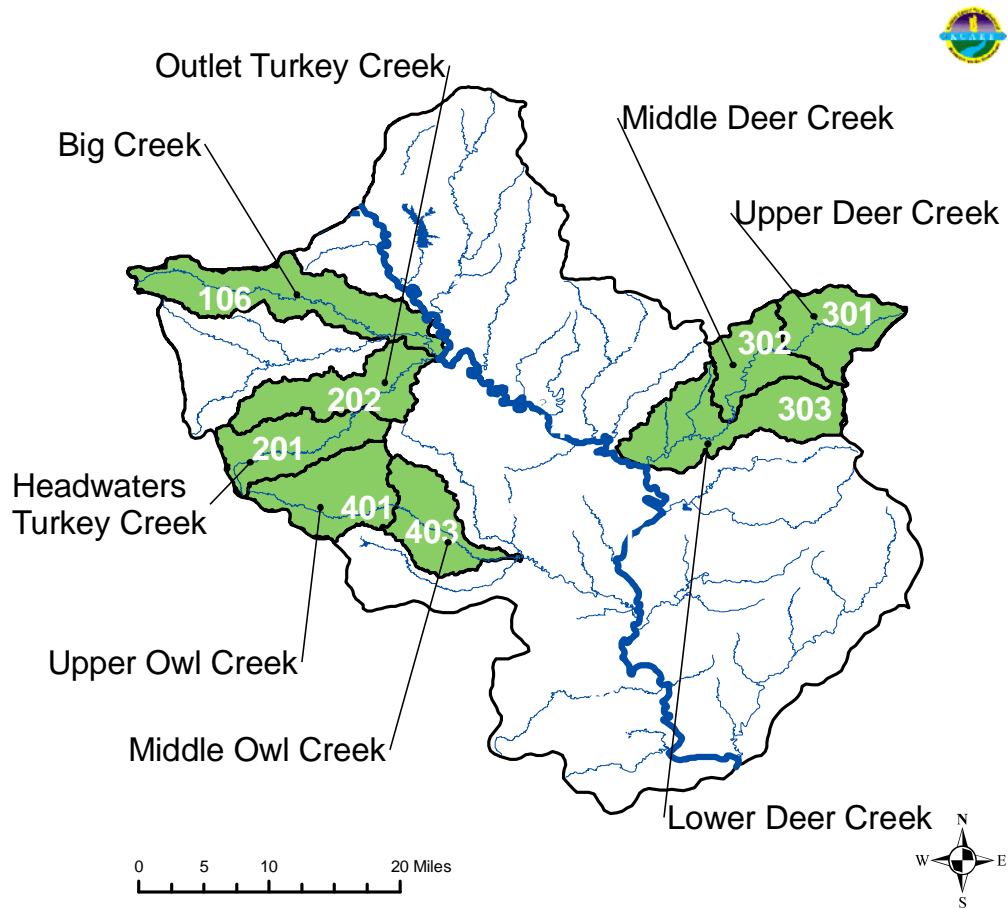 Outlet Turkey Creek
Middle Deer Creek
Big Creek
Upper Deer Creek
106
301
302
202
303
201
Headwaters
Turkey Creek
401
403
Upper Owl Creek
Middle Owl Creek
Lower Deer Creek
N
W E
S
0 5 10 20 Miles